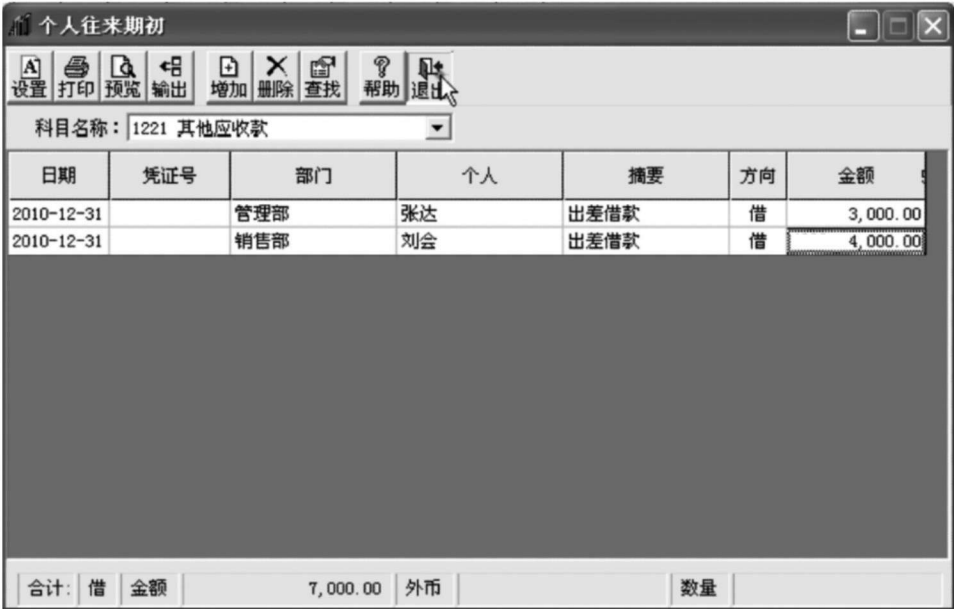 个人往来期初
设置 打印 预览 输出 增加 删除 查找 帮助 退出
科目名称： 1221 其他应收款
日期 凭证号 部门 个人 摘要 方向 金额
2010-12-31 管理部 张达 出差借款 借 3,000.00
2010-12-31 销售部 刘会 出差借款 借 4,000.00
合计: 借 金额 7,000.00 外币 数量